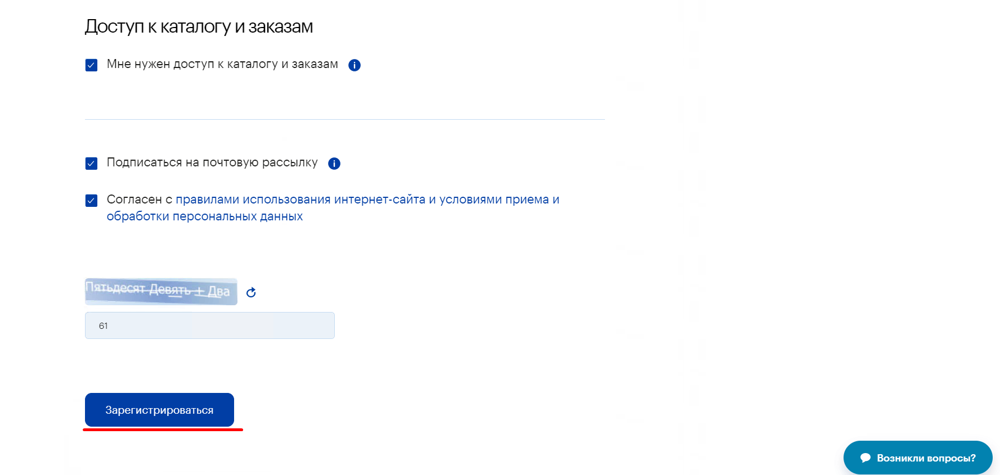 Доступ к каталогу и заказам
Мне нужен доступ к каталогу и заказам
Подписаться на почтовую рассылку
Согласен с правилами использования интернет-сайта и условиями приема и
обработки персональных данных
Пятьдесят Девять + Два
61
Зарегистрироваться
Возникли вопросы?